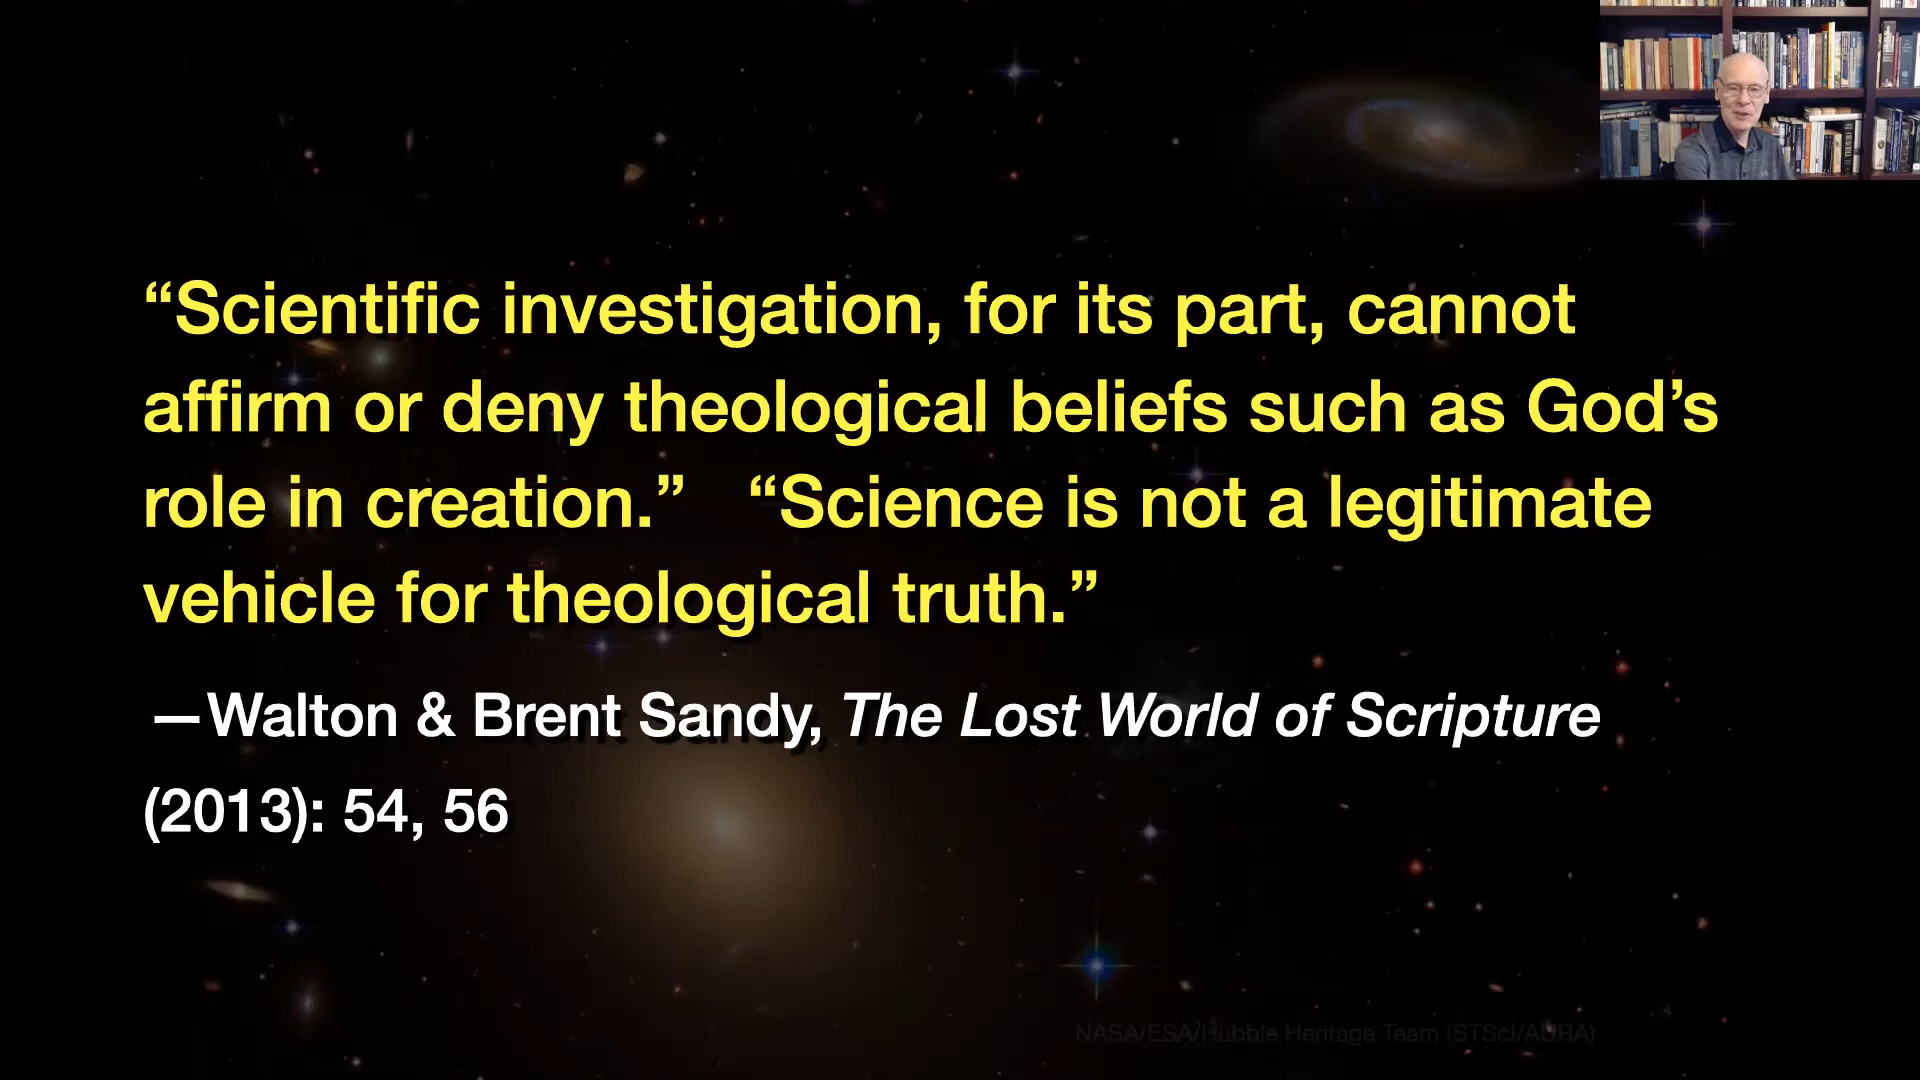 “Scientific investigation, for its part, cannot
affirm or deny theological beliefs such as God’s
role in creation.” “Science is not a legitimate
vehicle for theological truth.”
—Walton & Brent Sandy, The Lost World of Scripture
(2013): 54, 56
NASA/ESA/Hubble Heritage Team (STScI/AURA)